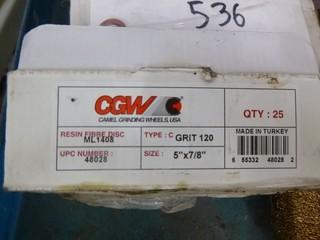 536
CGW
CAMEL GRINDING WHEELS, USA
QTY : 25
RESIN FIBRE DISC
ML1408
TYPE : C GRIT 120
MADE IN TURKEY
UPC NUMBER :
48028
SIZE : 5"x7/8"
6 55332 48028 2